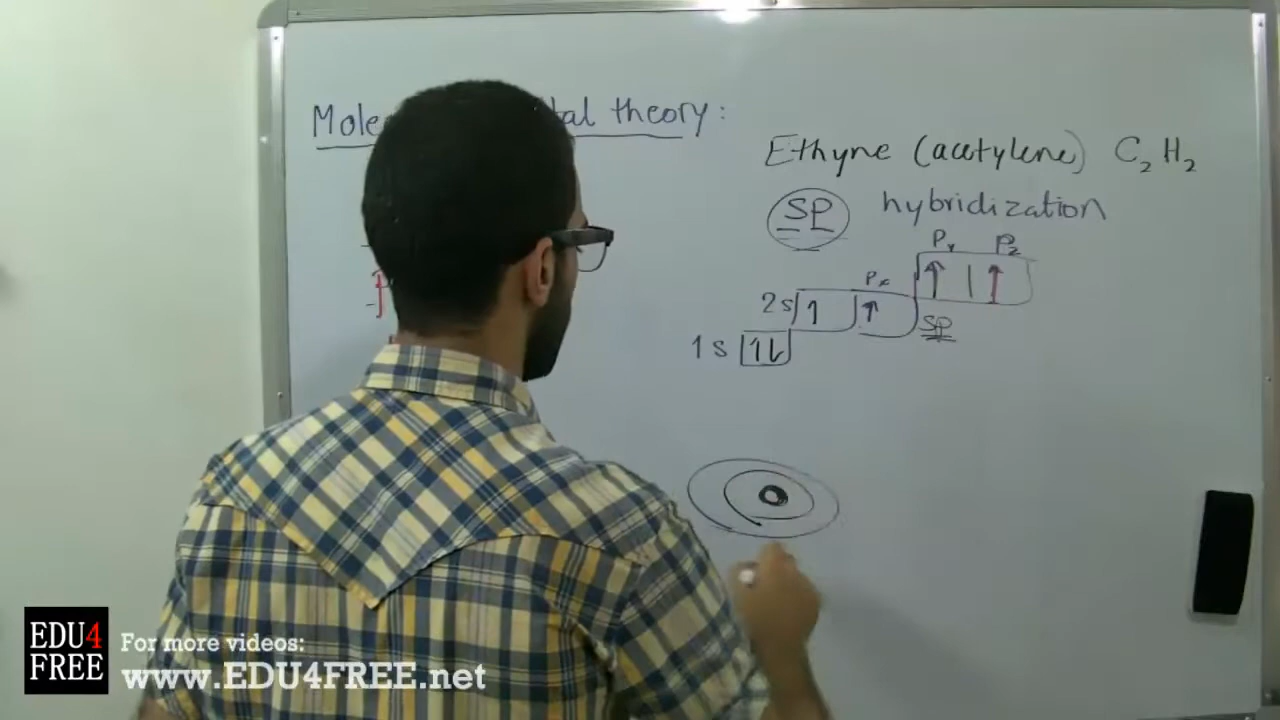 Mole tal theory :
Ethyne (acetylene) C₂H₂
SP hybridization
Py Pz
2s Px
SP
1s
EDU4
FREE
For more videos:
www.EDU4FREE.net